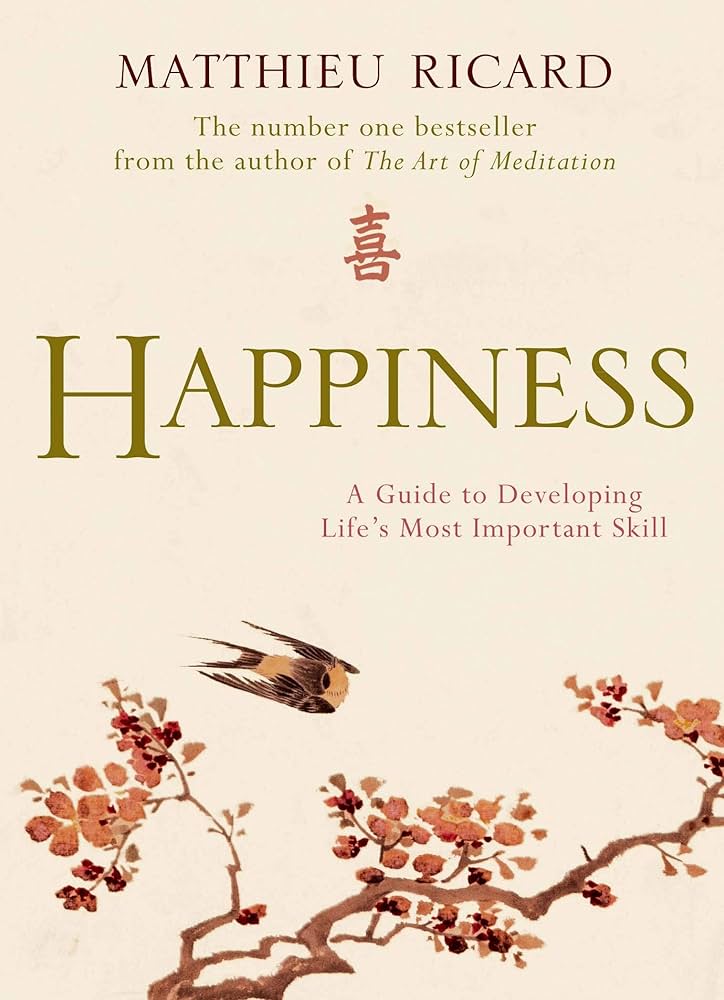 MATTHIEU RICARD
The number one bestseller
from the author of The Art of Meditation
喜
HAPPINESS
A Guide to Developing
Life's Most Important Skill